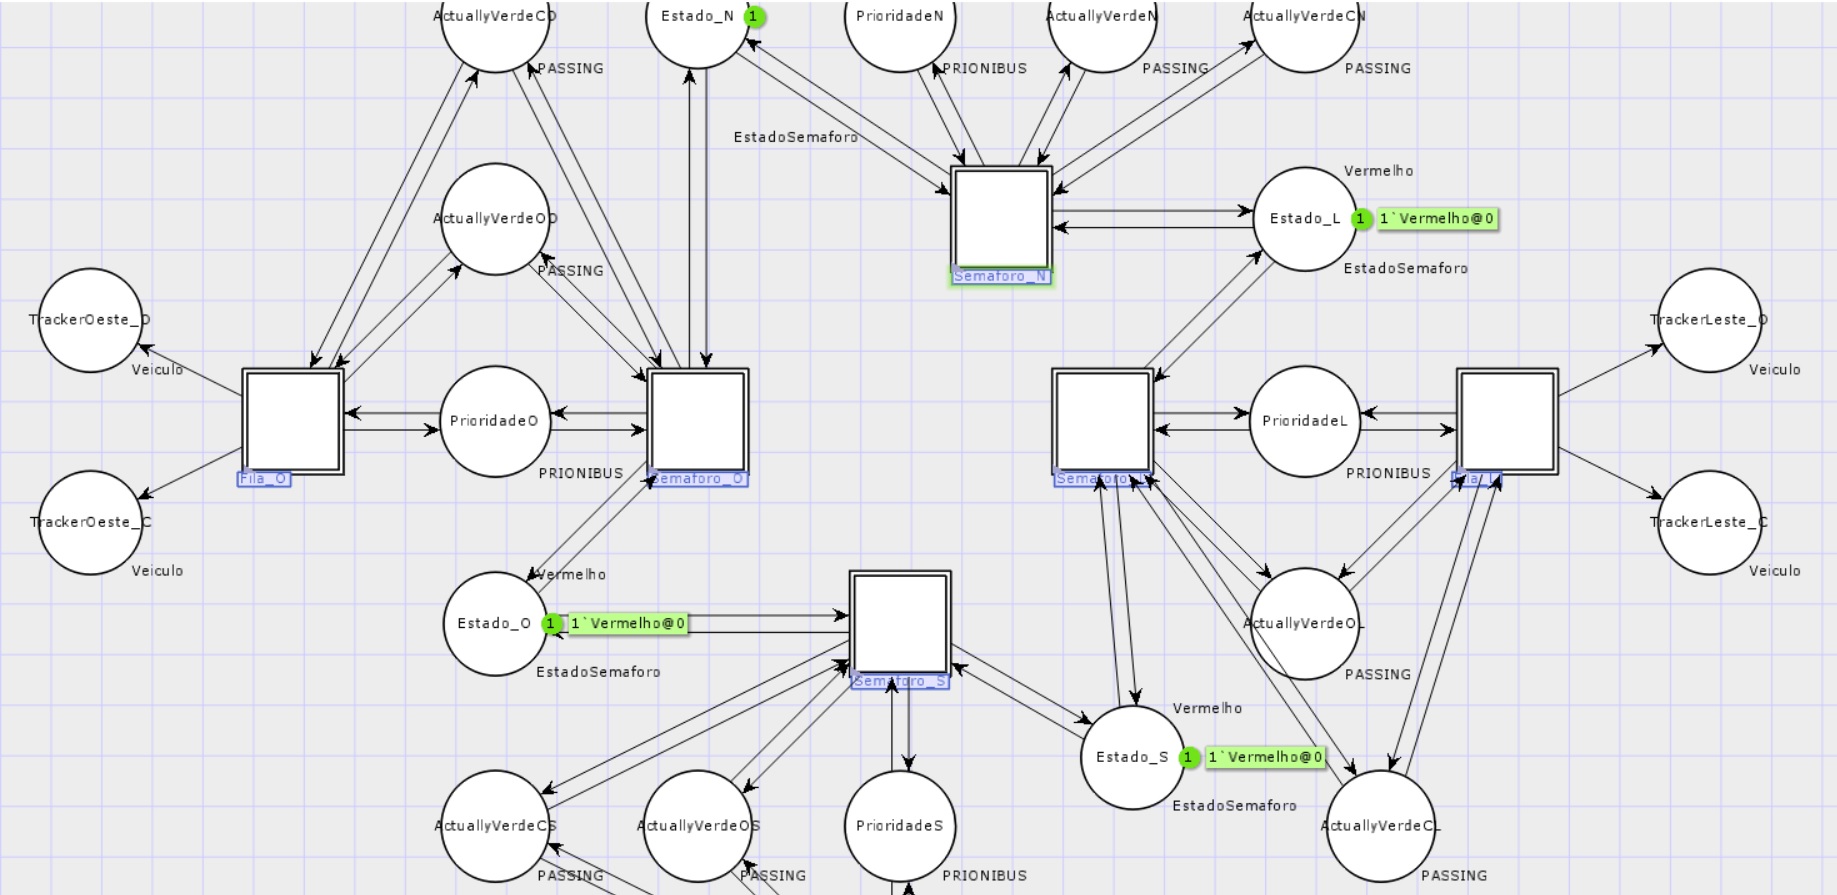 ActuallyVerdeCO
Estado_N
1
PrioridadeN
ActuallyVerdeN
ActuallyVerdeCN
PASSING
PRIONIBUS
PASSING
PASSING
EstadoSemaforo
Vermelho
ActuallyVerdeOO
Estado_L
1
1`Vermelho@0
PASSING
Semaforo_N
EstadoSemaforo
TrackerOeste_O
TrackerLeste_O
Veiculo
Veiculo
PrioridadeO
PrioridadeL
PRIONIBUS
PRIONIBUS
Fila_O
Semaforo_O
TrackerOeste_C
TrackerLeste_C
Veiculo
Vermelho
Veiculo
Estado_O
1
1`Vermelho@0
ActuallyVerdeOL
EstadoSemaforo
PASSING
Semaforo_S
Vermelho
Estado_S
1
1`Vermelho@0
EstadoSemaforo
ActuallyVerdeCS
ActuallyVerdeOS
PrioridadeS
ActuallyVerdeCL
PASSING
PASSING
PRIONIBUS
PASSING